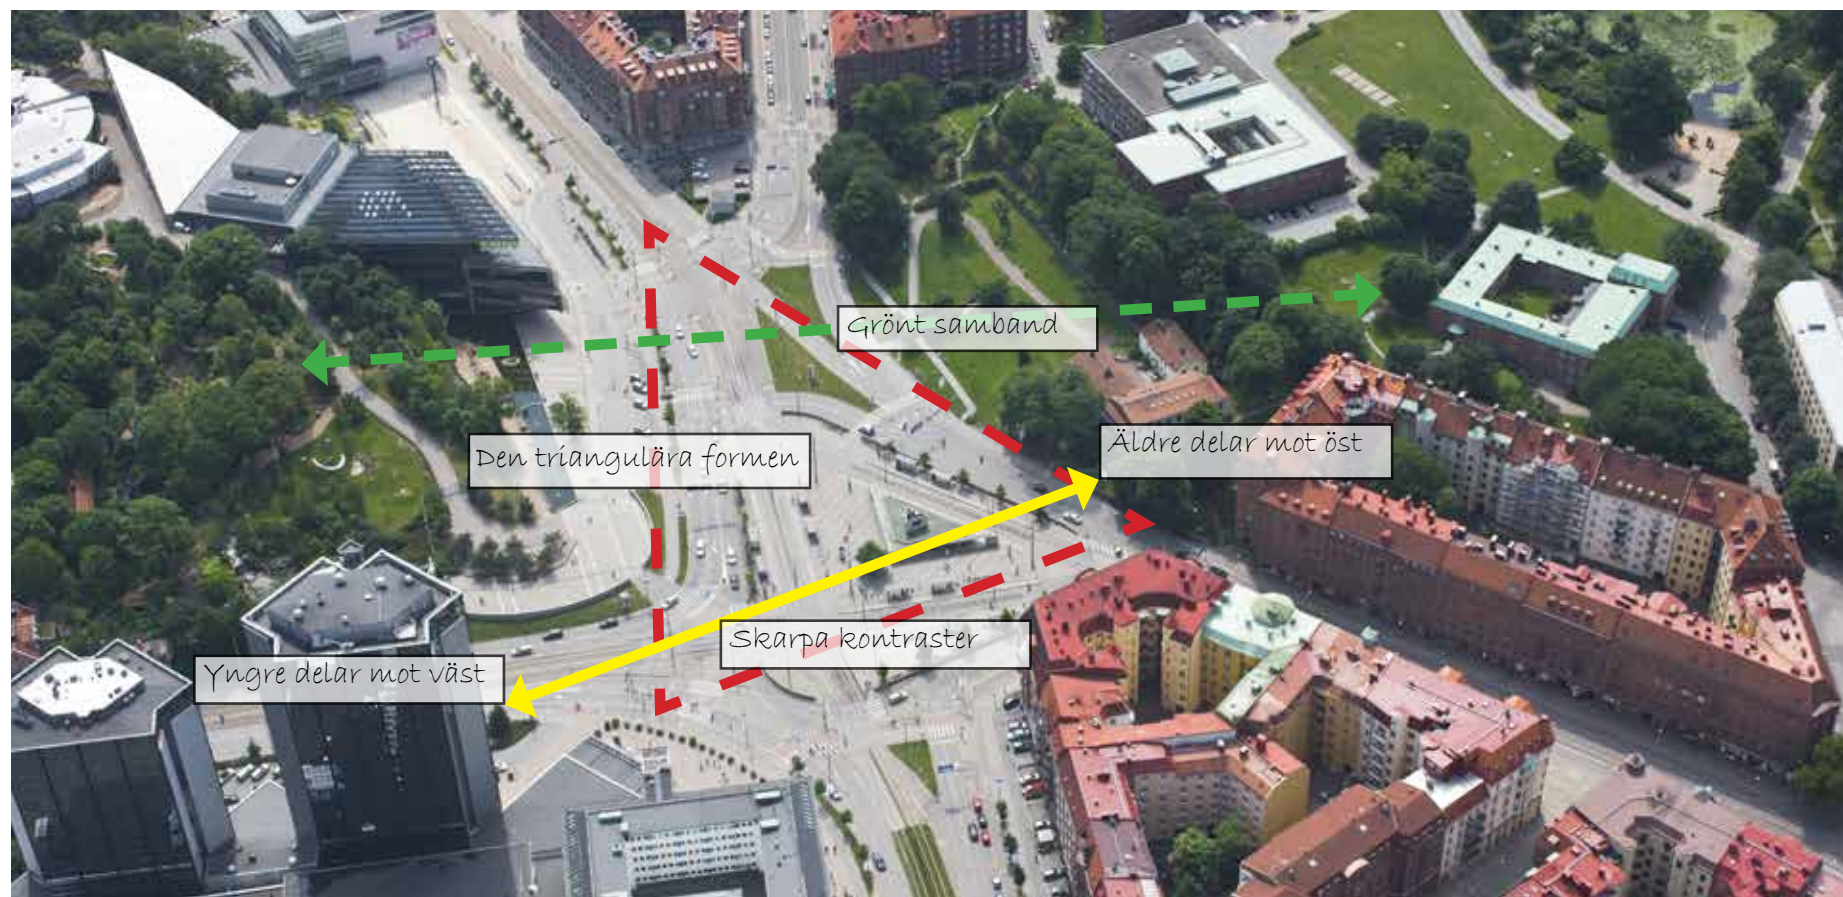 Grönt samband
Den triangulära formen
Äldre delar mot öst
Skarpa kontraster
Yngre delar mot väst